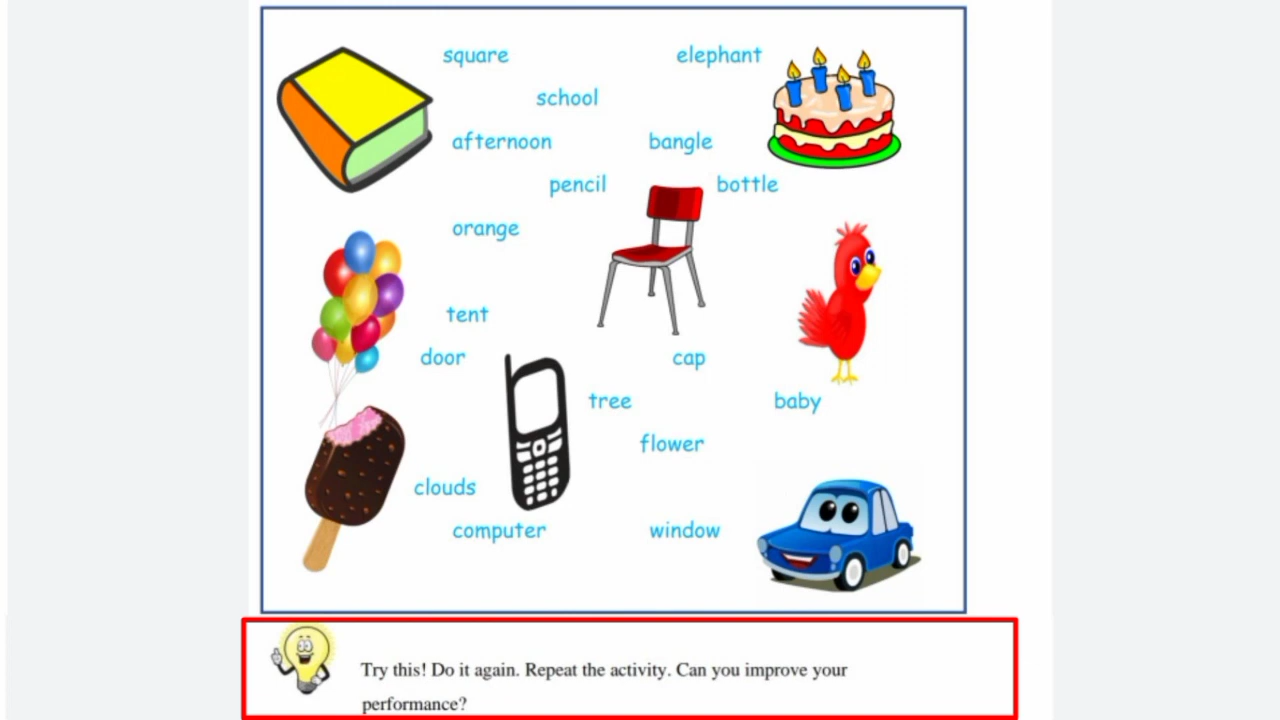 square elephant
school
afternoon bangle
pencil bottle
orange
tent
door cap
tree baby
flower
clouds
computer window
Try this! Do it again. Repeat the activity. Can you improve your
performance?